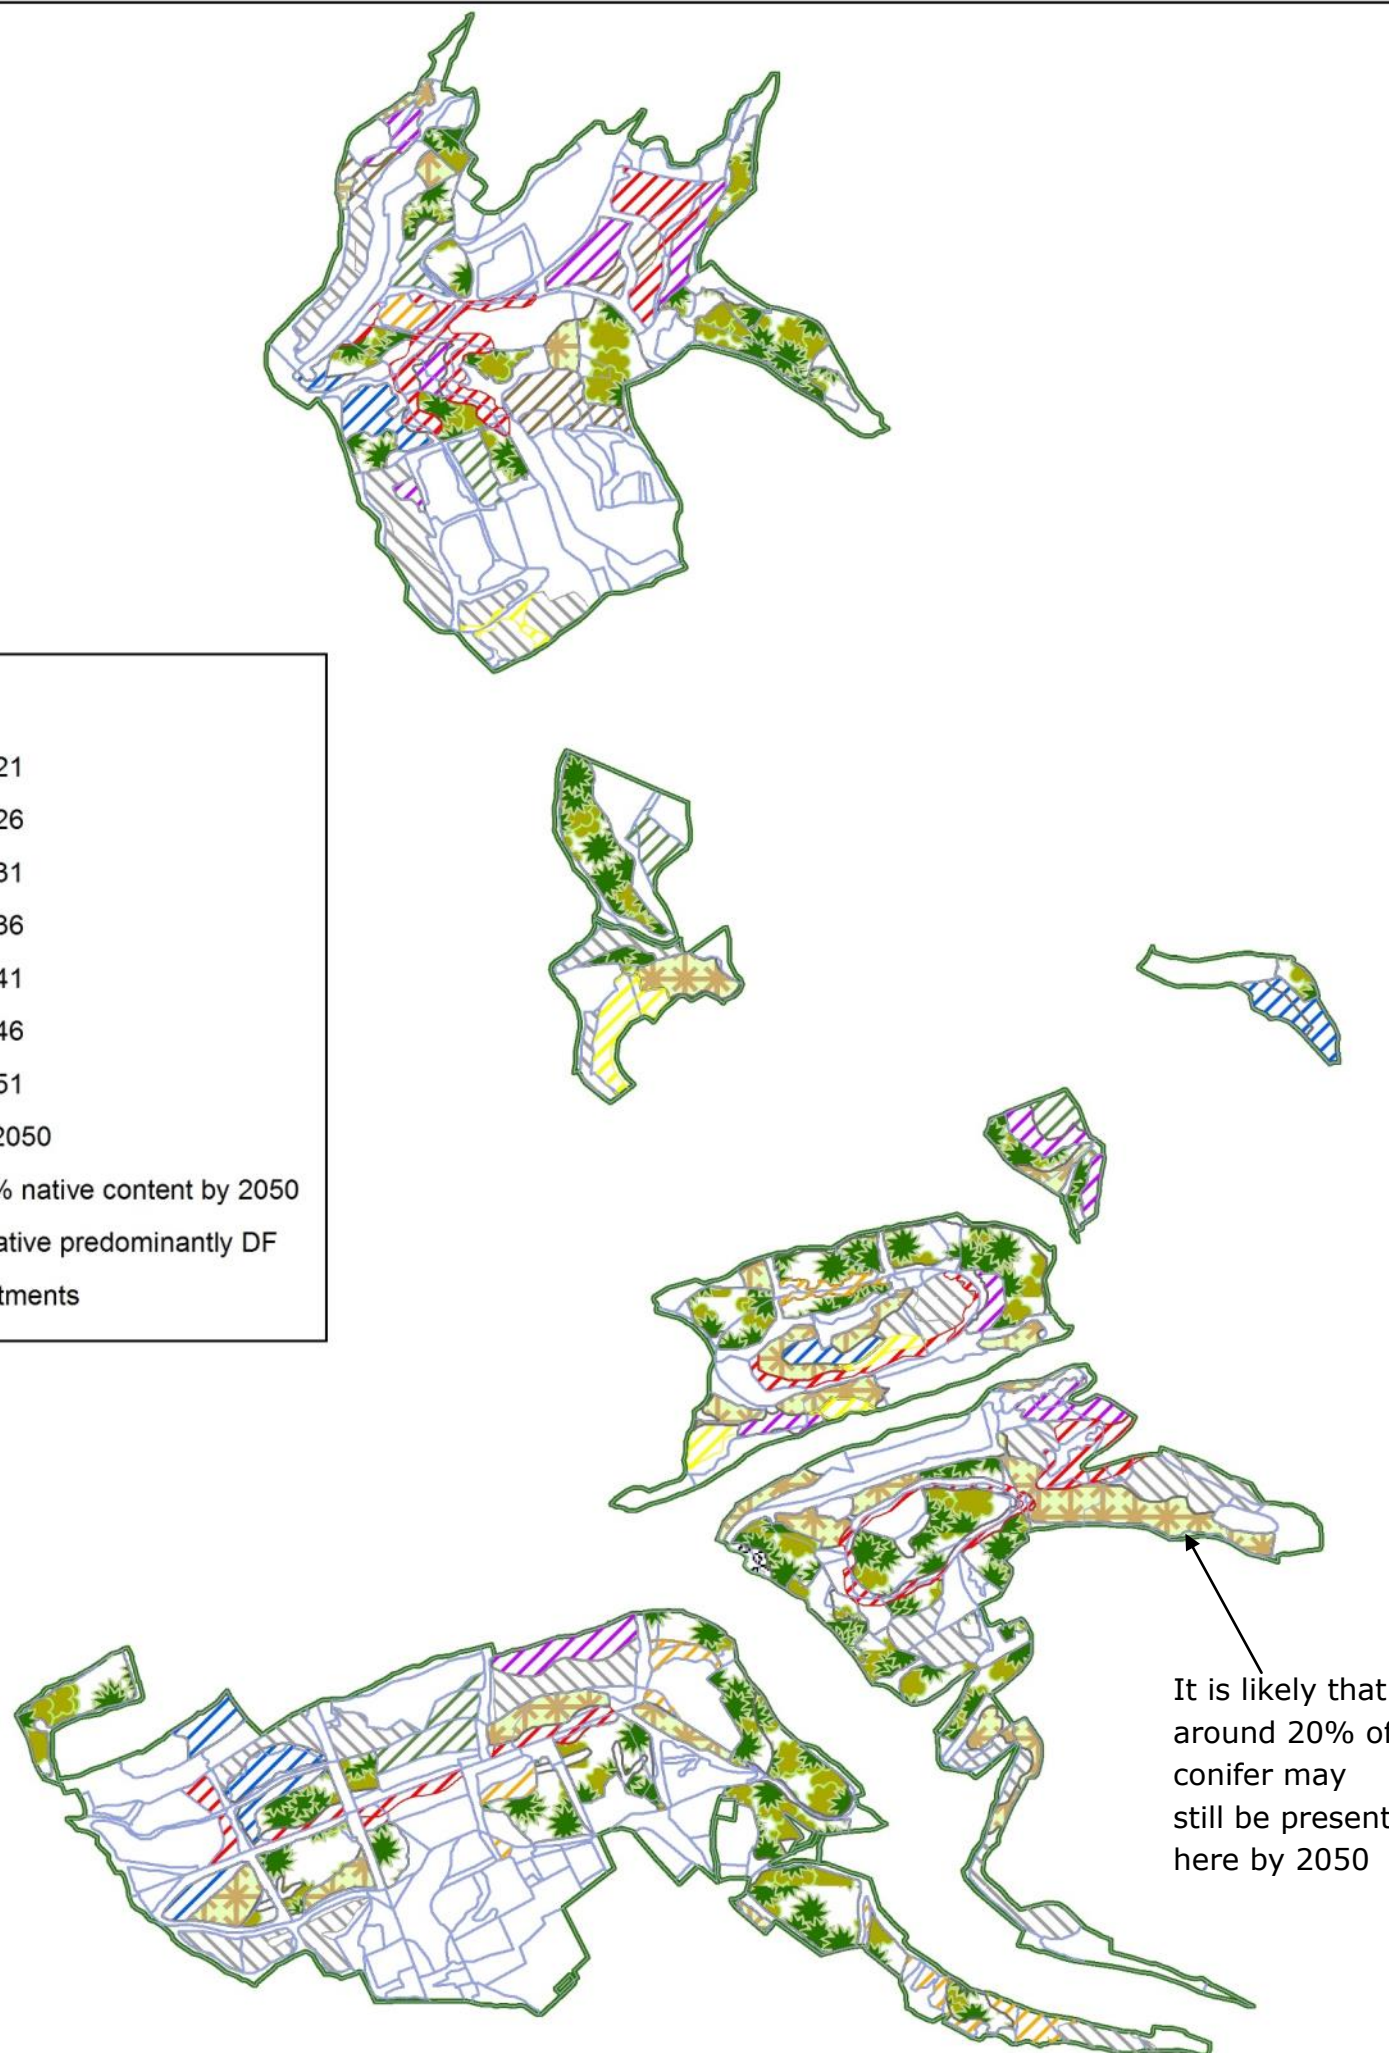 21
26
31
36
41
46
51
2050
% native content by 2050
ative predominantly DF
tments
It is likely that
around 20% of
conifer may
still be present
here by 2050